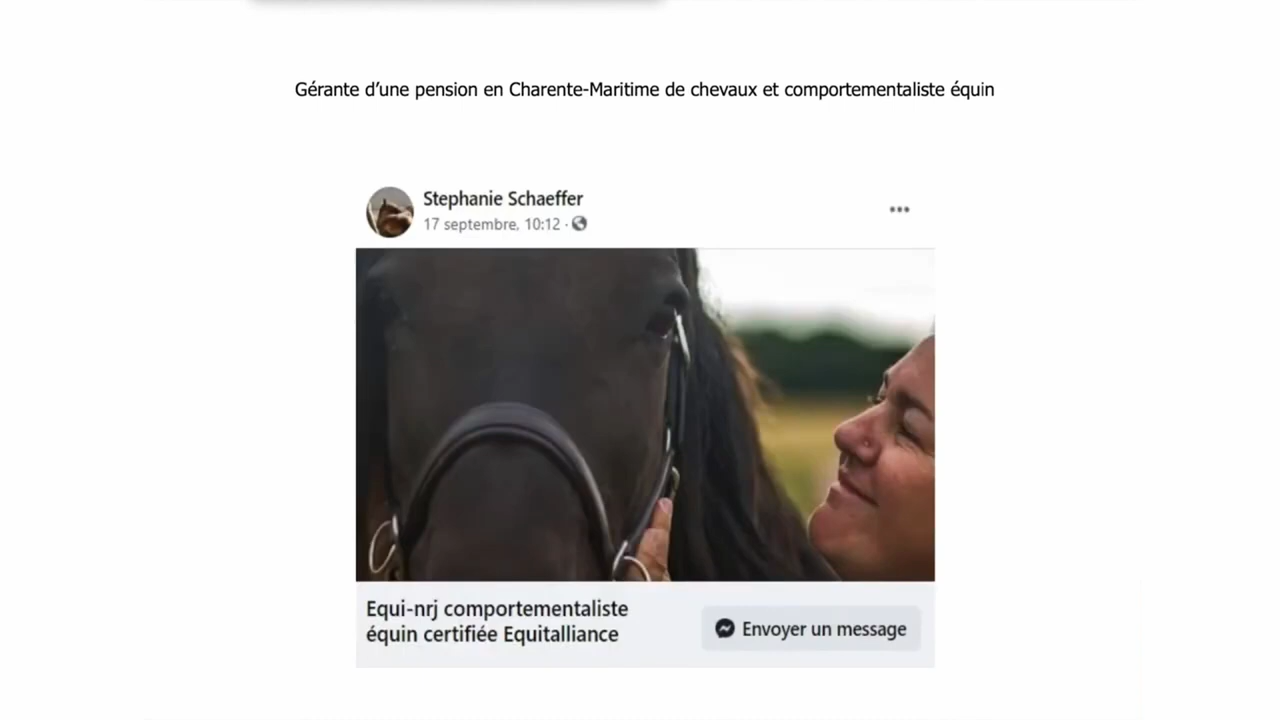 Gérante d’une pension en Charente-Maritime de chevaux et comportementaliste équin
Stephanie Schaeffer
17 septembre, 10:12 ·
Equi-nrj comportementaliste
équin certifiée Equitalliance
Envoyer un message